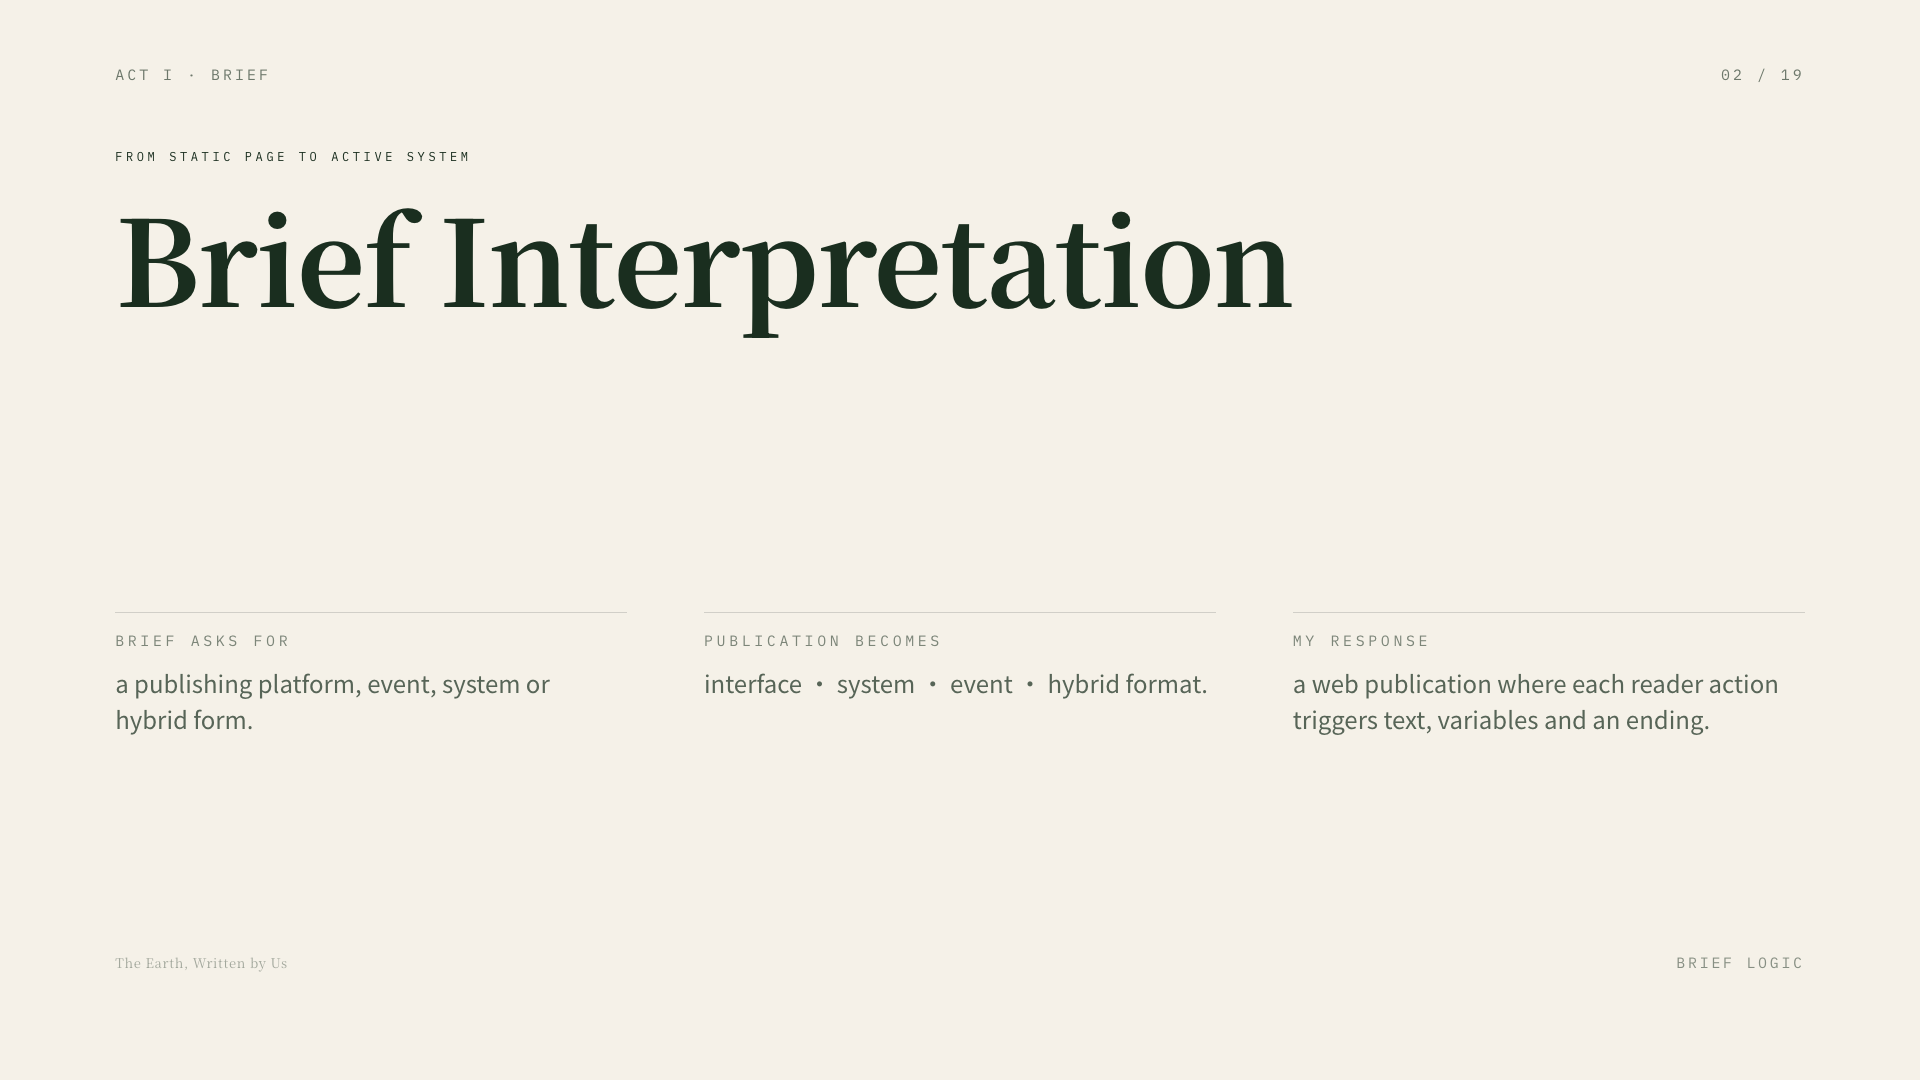 ACT I · BRIEF
02 / 19
FROM STATIC PAGE TO ACTIVE SYSTEM
Brief Interpretation
BRIEF ASKS FOR
a publishing platform, event, system or
hybrid form.
PUBLICATION BECOMES
interface · system · event · hybrid format.
MY RESPONSE
a web publication where each reader action
triggers text, variables and an ending.
The Earth, Written by Us
BRIEF LOGIC